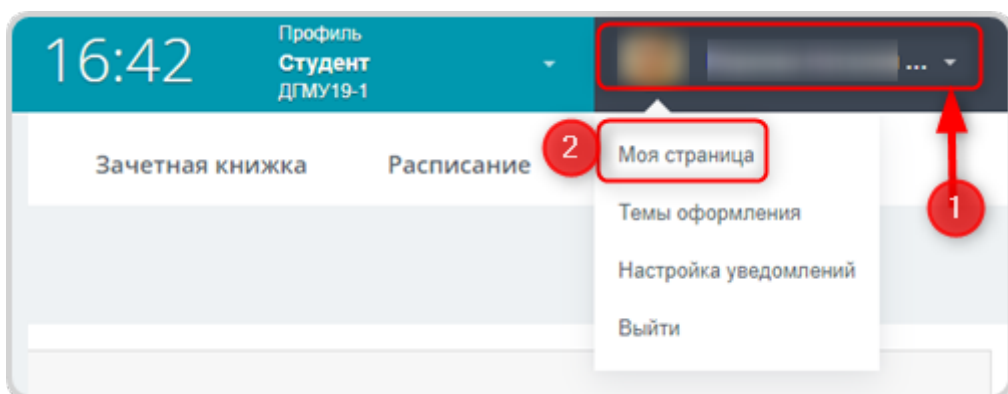 16:42
Профиль
Студент
ДГМУ19-1
...
Зачетная книжка
Расписание
2
Моя страница
1
Темы оформления
Настройка уведомлений
Выйти